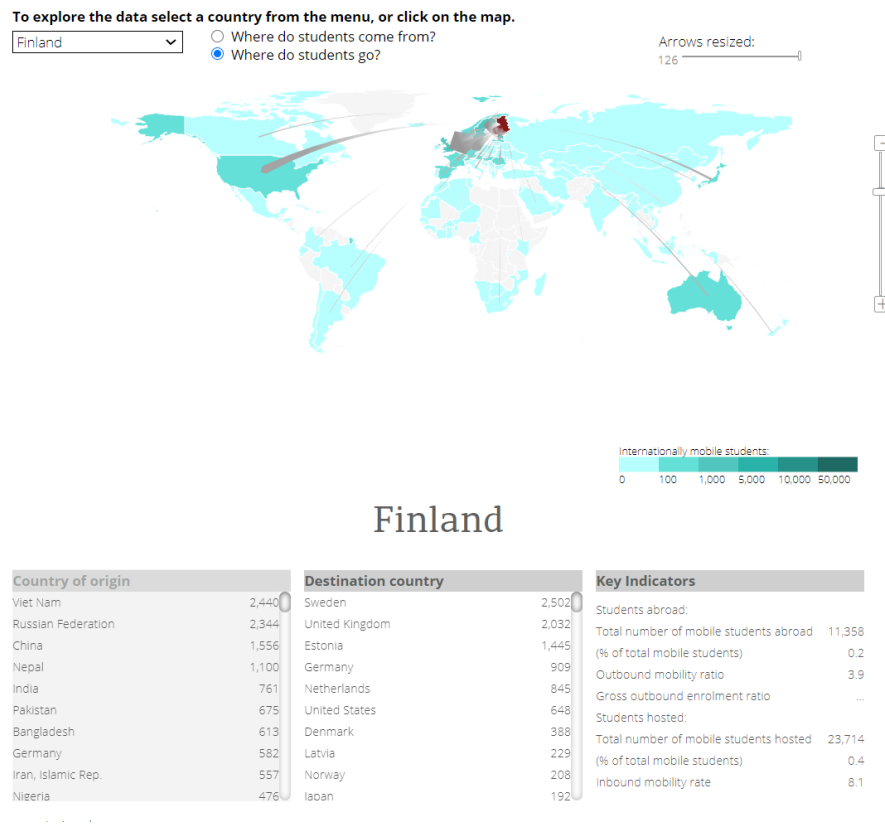 To explore the data select a country from the menu, or click on the map.
Finland
Where do students come from?
Where do students go?
Arrows resized:
126
Internationally mobile students:
0 100 1,000 5,000 10,000 50,000
Finland
Country of origin
Viet Nam 2,440
Russian Federation 2,344
China 1,556
Nepal 1,100
India 761
Pakistan 675
Bangladesh 613
Germany 582
Iran, Islamic Rep. 557
Nigeria 476
Destination country
Sweden 2,502
United Kingdom 2,032
Estonia 1,445
Germany 909
Netherlands 845
United States 648
Denmark 388
Latvia 229
Norway 208
Japan 192
Key Indicators
Students abroad:
Total number of mobile students abroad 11,358
(% of total mobile students) 0.2
Outbound mobility ratio 3.9
Gross outbound enrolment ratio ...
Students hosted:
Total number of mobile students hosted 23,714
(% of total mobile students) 0.4
Inbound mobility rate 8.1